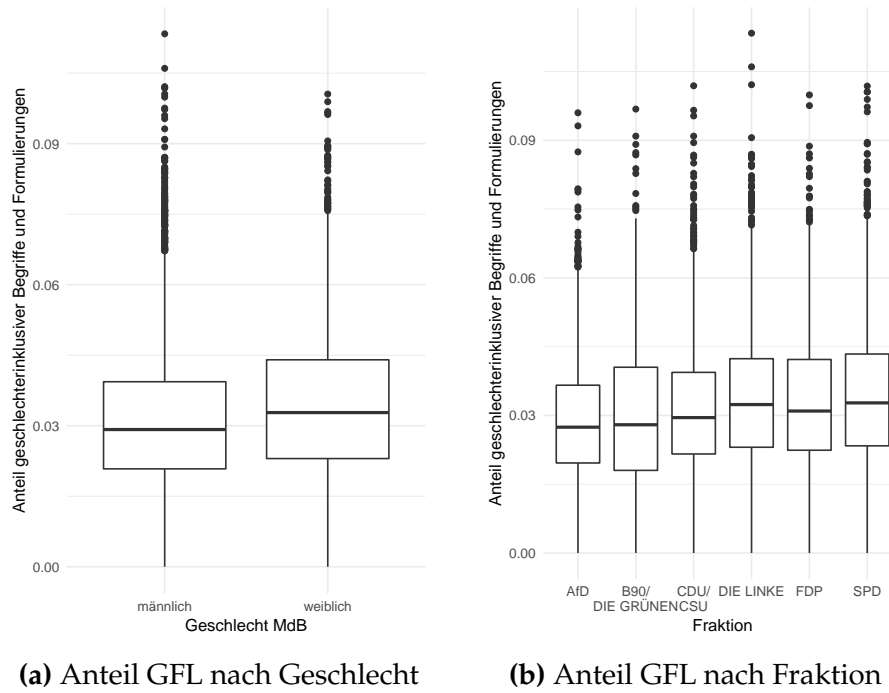 Anteil geschlechterinklusiver Begriffe und Formulierungen
0.09
0.06
0.03
0.00
männlich weiblich
Geschlecht MdB
(a) Anteil GFL nach Geschlecht
Anteil geschlechterinklusiver Begriffe und Formulierungen
0.09
0.06
0.03
0.00
AfD B90/ CDU/ DIE LINKE FDP SPD
DIE GRÜNEN CSU
Fraktion
(b) Anteil GFL nach Fraktion